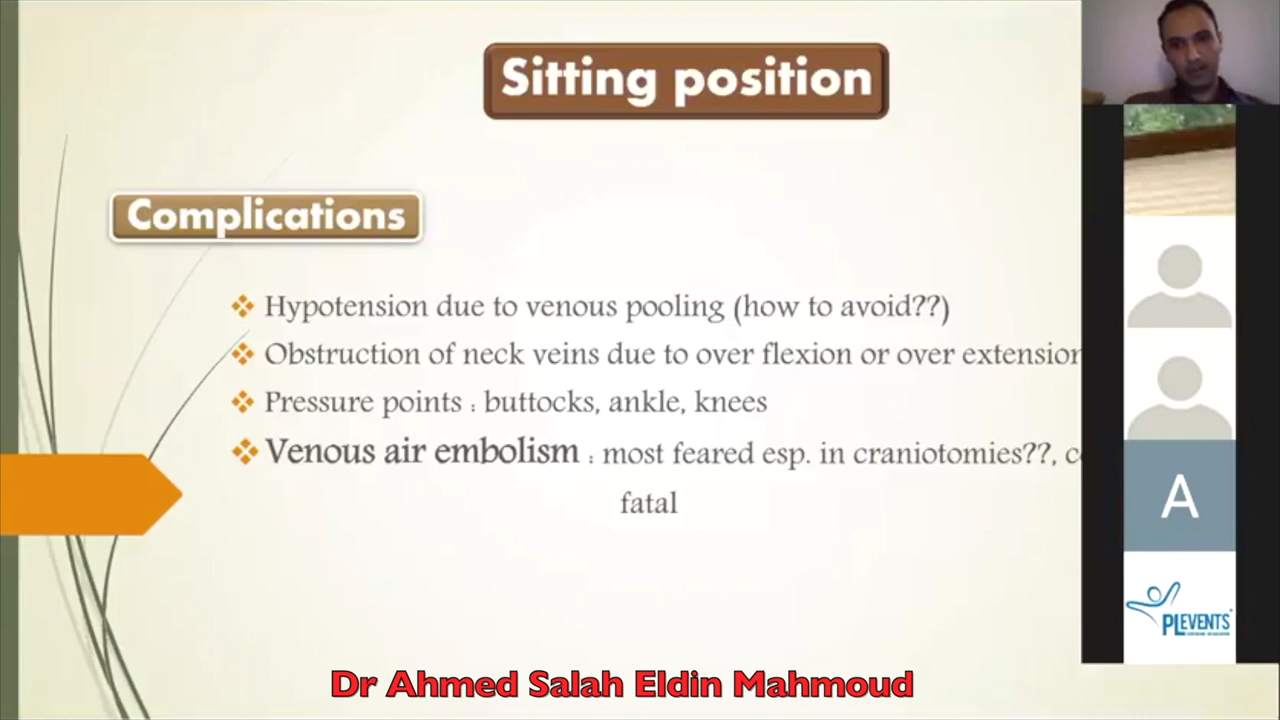 Sitting position
Complications
Hypotension due to venous pooling (how to avoid??)
Obstruction of neck veins due to over flexion or over extension
Pressure points : buttocks, ankle, knees
Venous air embolism : most feared esp. in craniotomies??,
fatal
A
PLEVENTS
Dr Ahmed Salah Eldin Mahmoud